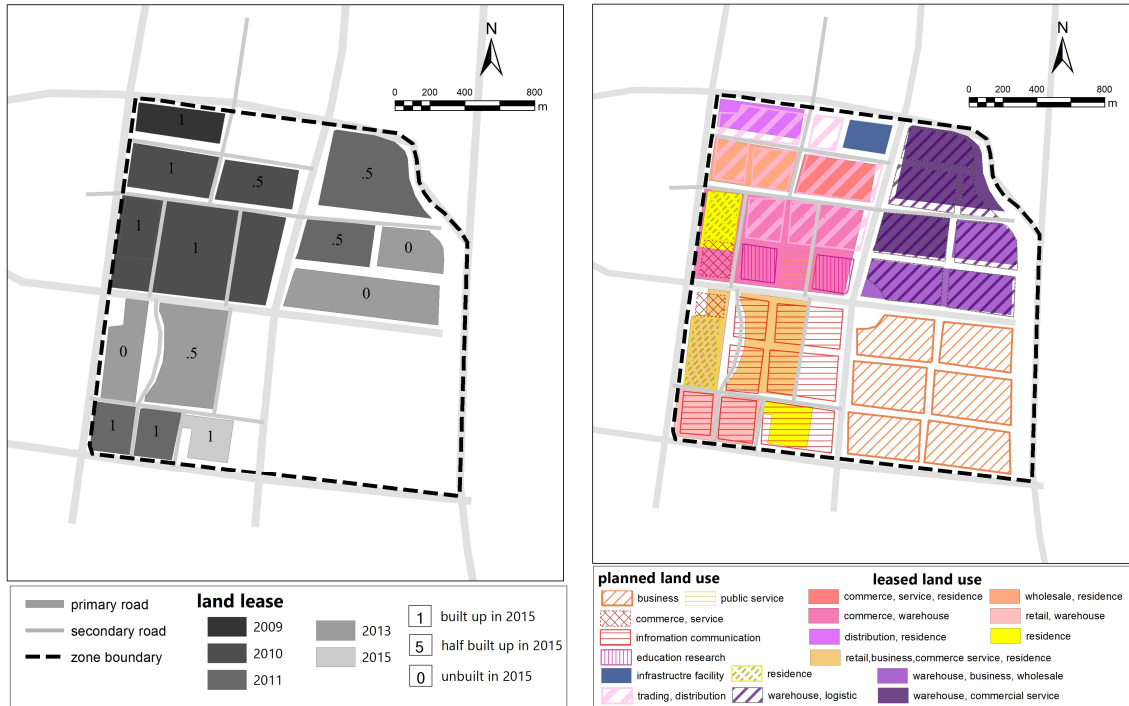 N
0 200 400 800
m
1
1
.5
.5
1
1
.5
0
0
0
.5
1
1
1
primary road
secondary road
zone boundary
land lease
2009
2010
2011
2013
2015
1 built up in 2015
5 half built up in 2015
0 unbuilt in 2015
N
0 200 400 800
m
planned land use
business
public service
commerce, service
infromation communication
education research
infrastructre facility
residence
trading, distribution
warehouse, logistic
leased land use
commerce, service, residence
wholesale, residence
commerce, warehouse
retail, warehouse
distribution, residence
residence
retail,business,commerce service, residence
warehouse, business, wholesale
warehouse, commercial service